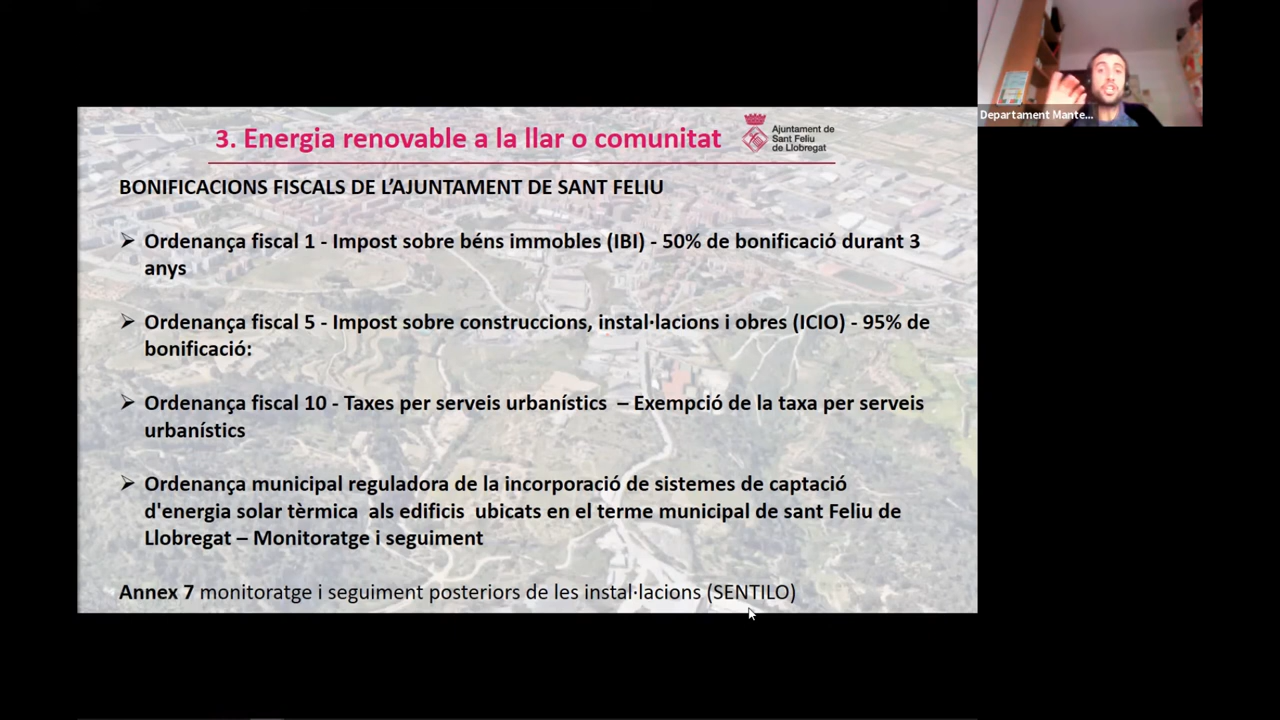 3. Energia renovable a la llar o comunitat
Ajuntament de
Sant Feliu
de Llobregat
Departament Mante...
BONIFICACIONS FISCALS DE L'AJUNTAMENT DE SANT FELIU
➢ Ordenança fiscal 1 - Impost sobre béns immobles (IBI) - 50% de bonificació durant 3
anys
➢ Ordenança fiscal 5 - Impost sobre construccions, instal·lacions i obres (ICIO) - 95% de
bonificació:
➢ Ordenança fiscal 10 - Taxes per serveis urbanístics – Exempció de la taxa per serveis
urbanístics
➢ Ordenança municipal reguladora de la incorporació de sistemes de captació
d'energia solar tèrmica als edificis ubicats en el terme municipal de sant Feliu de
Llobregat – Monitoratge i seguiment
Annex 7 monitoratge i seguiment posteriors de les instal·lacions (SENTILO)